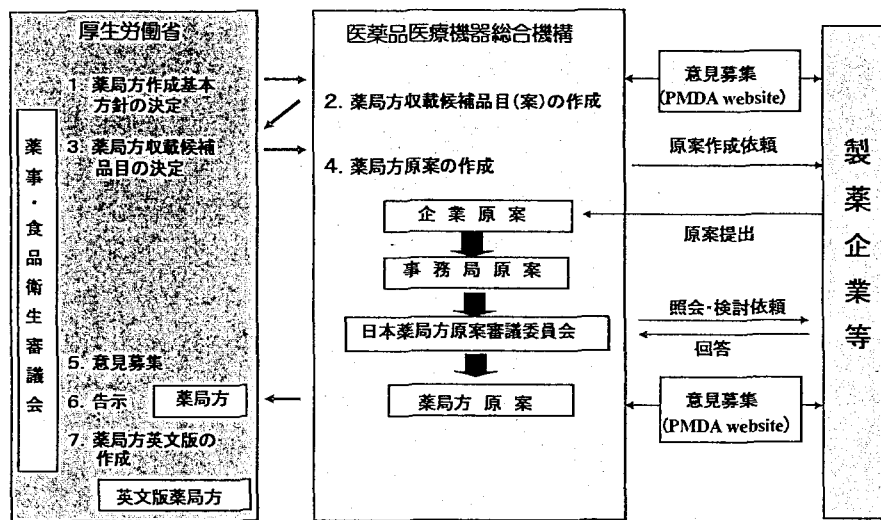 厚生労働省
薬事・食品衛生審議会
1. 薬局方作成基本
方針の決定
3. 薬局方収載候補
品目の決定
5. 意見募集
6. 告示
薬局方
7. 薬局方英文版の
作成
英文版薬局方
医薬品医療機器総合機構
2. 薬局方収載候補品目(案)の作成
4. 薬局方原案の作成
企業原案
事務局原案
日本薬局方原案審議委員会
薬局方原案
意見募集
(PMDA website)
原案作成依頼
原案提出
照会・検討依頼
回答
意見募集
(PMDA website)
製薬企業等